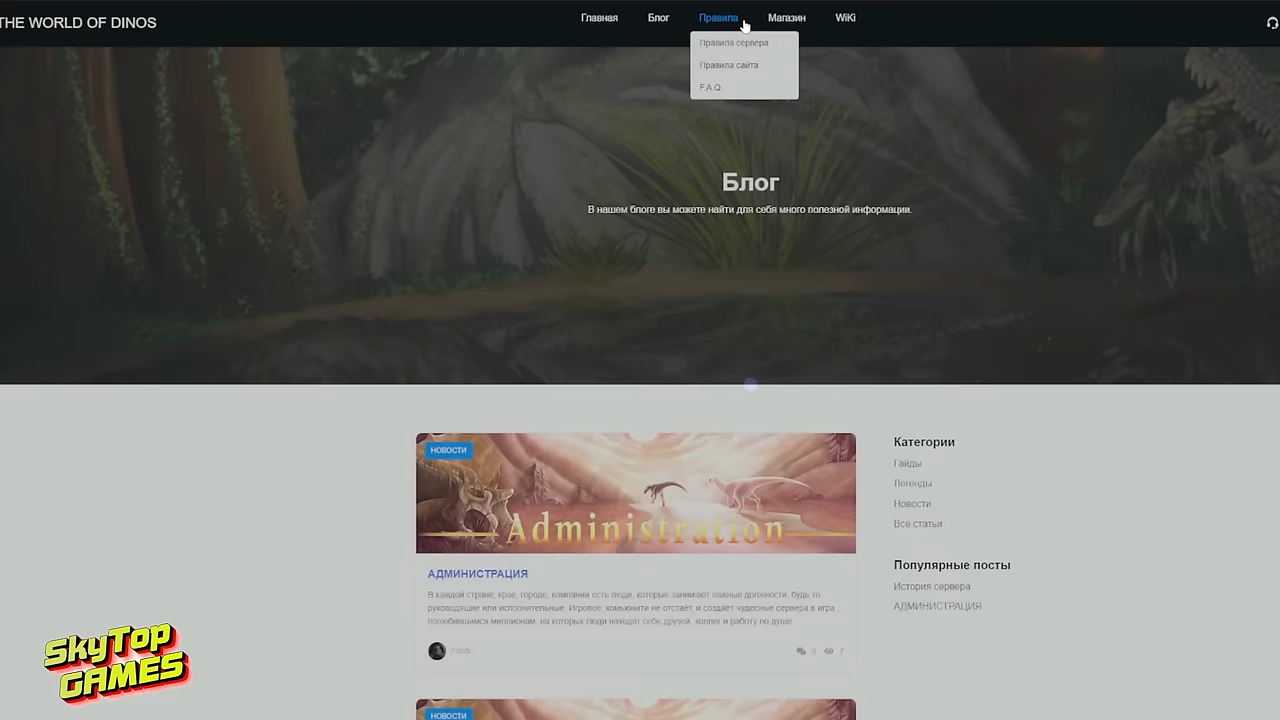 THE WORLD OF DINOS
Главная Блог Правила Магазин WiKi
Правила сервера
Правила сайта
F.A.Q.
Блог
В нашем блоге вы можете найти для себя много полезной информации.
НОВОСТИ
Administration
АДМИНИСТРАЦИЯ
В каждой стране, крае, городе, компании есть люди, которые занимают важные должности, будь то
руководящие или исполнительные. Игровое комьюнити не отстаёт, и создаёт чудесные сервера в игра...
полюбившимся миллионам, на которых люди находят себе друзей, коллег и работу по душе
Fredi
0 7
Категории
Гайды
Легенды
Новости
Все статьи
Популярные посты
История сервера
АДМИНИСТРАЦИЯ
НОВОСТИ
SkyTop
GAMES